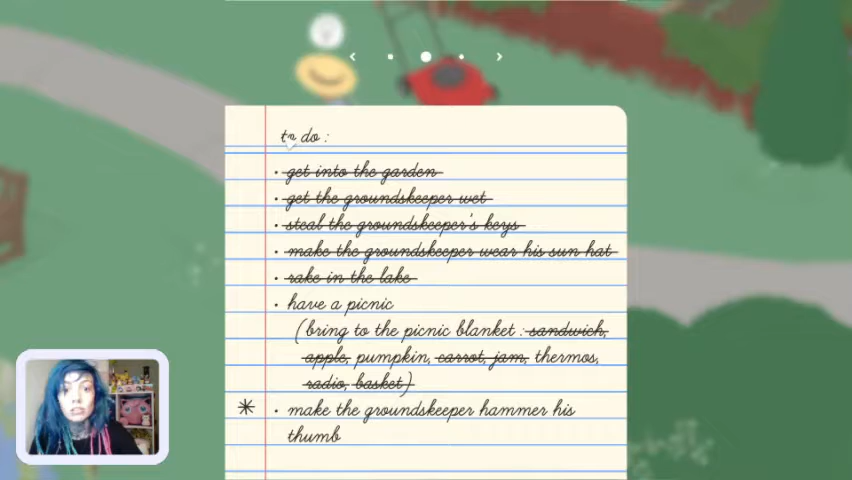 to do :
• get into the garden
• get the groundskeeper wet
• steal the groundskeeper's keys
• make the groundskeeper wear his sun hat
• rake in the lake
• have a picnic
(bring to the picnic blanket : sandwich,
apple, pumpkin, carrot, jam, thermos,
radio, basket)
* • make the groundskeeper hammer his
thumb